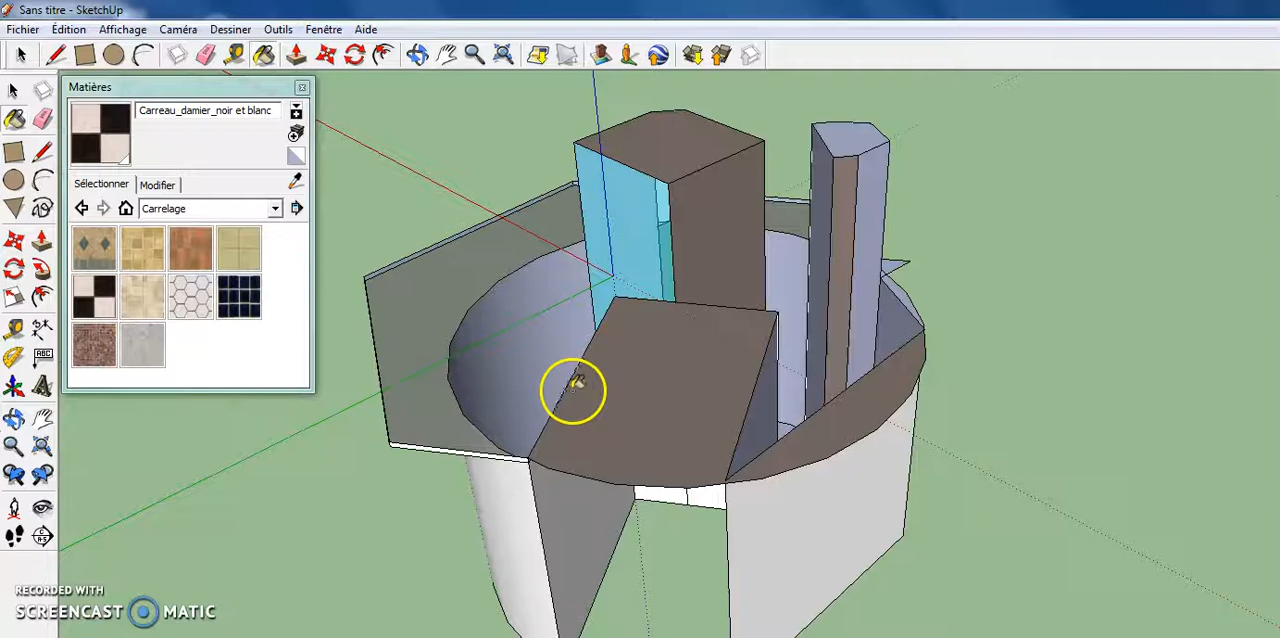 Sans titre - SketchUp
Fichier Édition Affichage Caméra Dessiner Outils Fenêtre Aide
Matières
Carreau_damier_noir et blanc
Sélectionner Modifier
Carrelage
ABC
RECORDED WITH
SCREENCAST MATIC